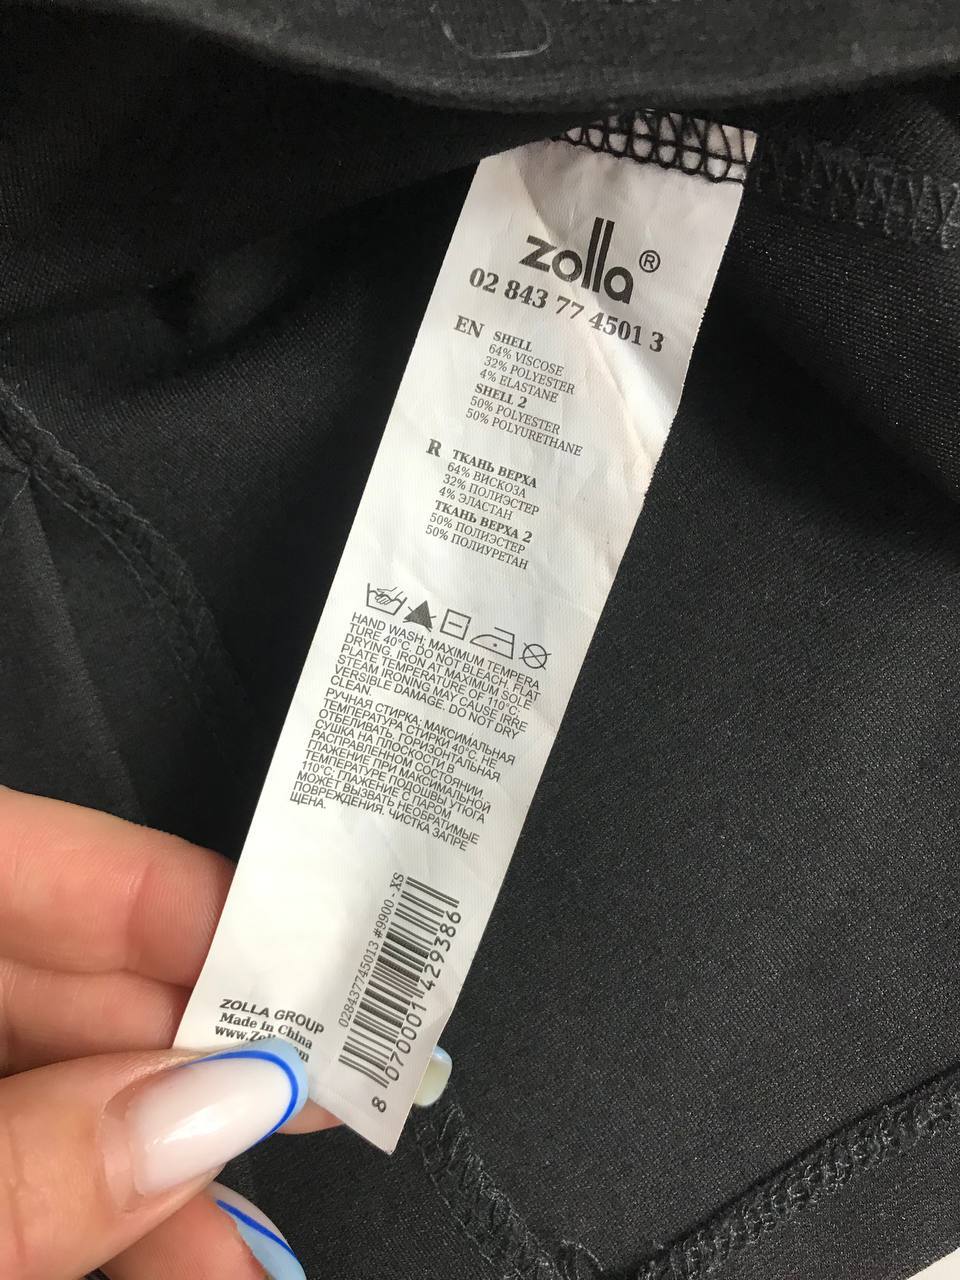 zolla®
02 843 77 4501 3
EN SHELL
64% VISCOSE
32% POLYESTER
4% ELASTANE
SHELL 2
50% POLYESTER
50% POLYURETHANE
R ТКАНЬ ВЕРХА
64% ВИСКОЗА
32% ПОЛИЭСТЕР
4% ЭЛАСТАН
ТКАНЬ ВЕРХА 2
50% ПОЛИЭСТЕР
50% ПОЛИУРЕТАН
HAND WASH; MAXIMUM TEMPERA
TURE 40°C. DO NOT BLEACH. FLAT
DRYING. IRON AT MAXIMUM SOLE
PLATE TEMPERATURE OF 110°C;
STEAM IRONING MAY CAUSE IRRE
VERSIBLE DAMAGE. DO NOT DRY
CLEAN.
РУЧНАЯ СТИРКА; МАКСИМАЛЬНАЯ
ТЕМПЕРАТУРА СТИРКИ 40°C. НЕ
ОТБЕЛИВАТЬ. ГОРИЗОНТАЛЬНАЯ
СУШКА НА ПЛОСКОСТИ В
РАСПРАВЛЕННОМ СОСТОЯНИИ.
ГЛАЖЕНИЕ ПРИ МАКСИМАЛЬНОЙ
ТЕМПЕРАТУРЕ ПОДОШВЫ УТЮГА
110°C; ГЛАЖЕНИЕ С ПАРОМ
МОЖЕТ ВЫЗВАТЬ НЕОБРАТИМЫЕ
ПОВРЕЖДЕНИЯ. ЧИСТКА ЗАПРЕ
ЩЕНА.
028437745013 #9900 - XS
8 070001 429386
ZOLLA GROUP
Made in China